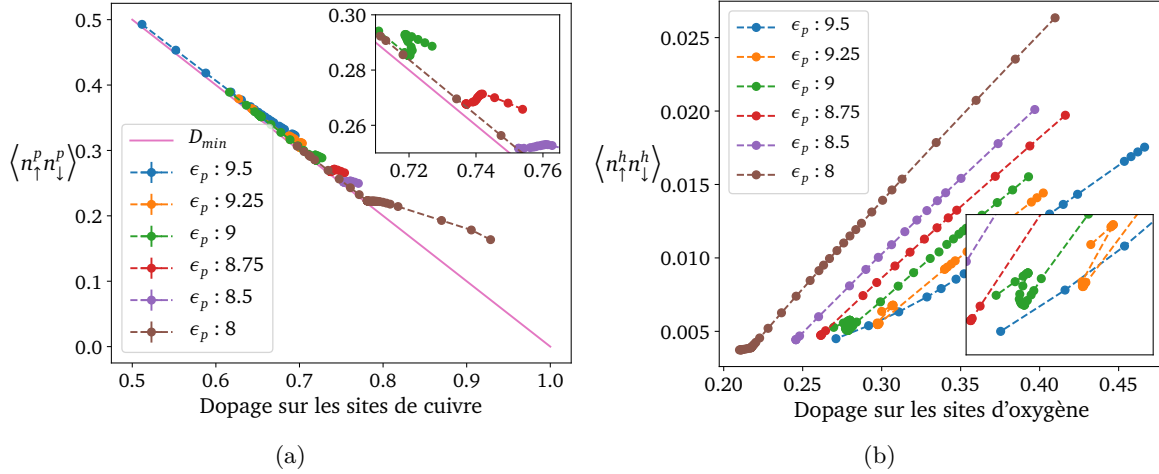 0.5
0.4
0.3
0.2
0.1
0.0
⟨n^p_↑ n^p_↓⟩
D_min
ϵ_p : 9.5
ϵ_p : 9.25
ϵ_p : 9
ϵ_p : 8.75
ϵ_p : 8.5
ϵ_p : 8
0.30
0.28
0.26
0.72 0.74 0.76
0.5 0.6 0.7 0.8 0.9 1.0
Dopage sur les sites de cuivre
(a)
0.025
0.020
0.015
0.010
0.005
⟨n^h_↑ n^h_↓⟩
ϵ_p : 9.5
ϵ_p : 9.25
ϵ_p : 9
ϵ_p : 8.75
ϵ_p : 8.5
ϵ_p : 8
0.20 0.25 0.30 0.35 0.40 0.45
Dopage sur les sites d'oxygène
(b)